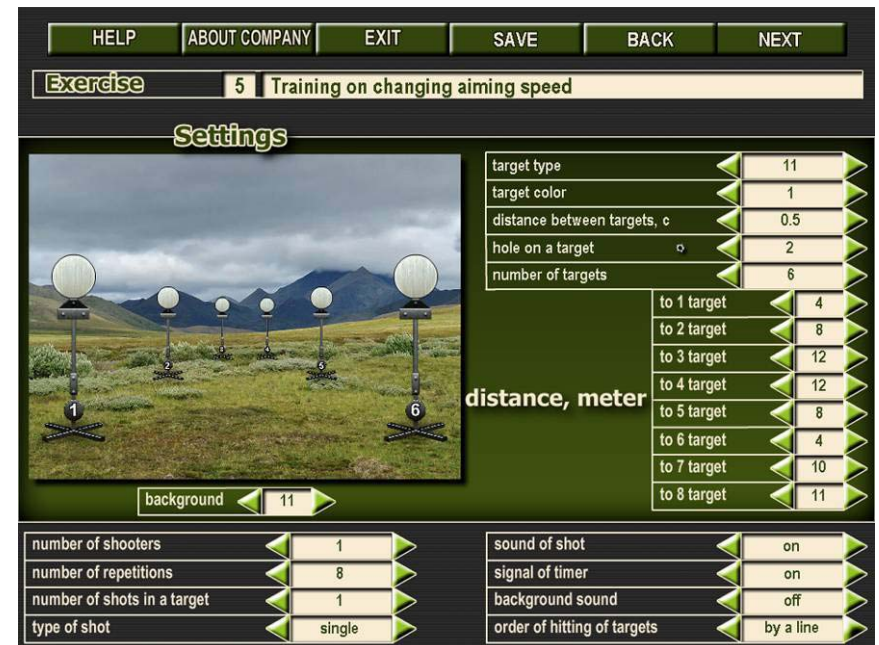 HELP ABOUT COMPANY EXIT SAVE BACK NEXT
Exercise 5 Training on changing aiming speed
Settings
target type 11
target color 1
distance between targets, c 0.5
hole on a target 2
number of targets 6
to 1 target 4
to 2 target 8
to 3 target 12
to 4 target 12
to 5 target 8
to 6 target 4
to 7 target 10
to 8 target 11
distance, meter
1 2 3 4 5 6
background 11
number of shooters 1
number of repetitions 8
number of shots in a target 1
type of shot single
sound of shot on
signal of timer on
background sound off
order of hitting of targets by a line